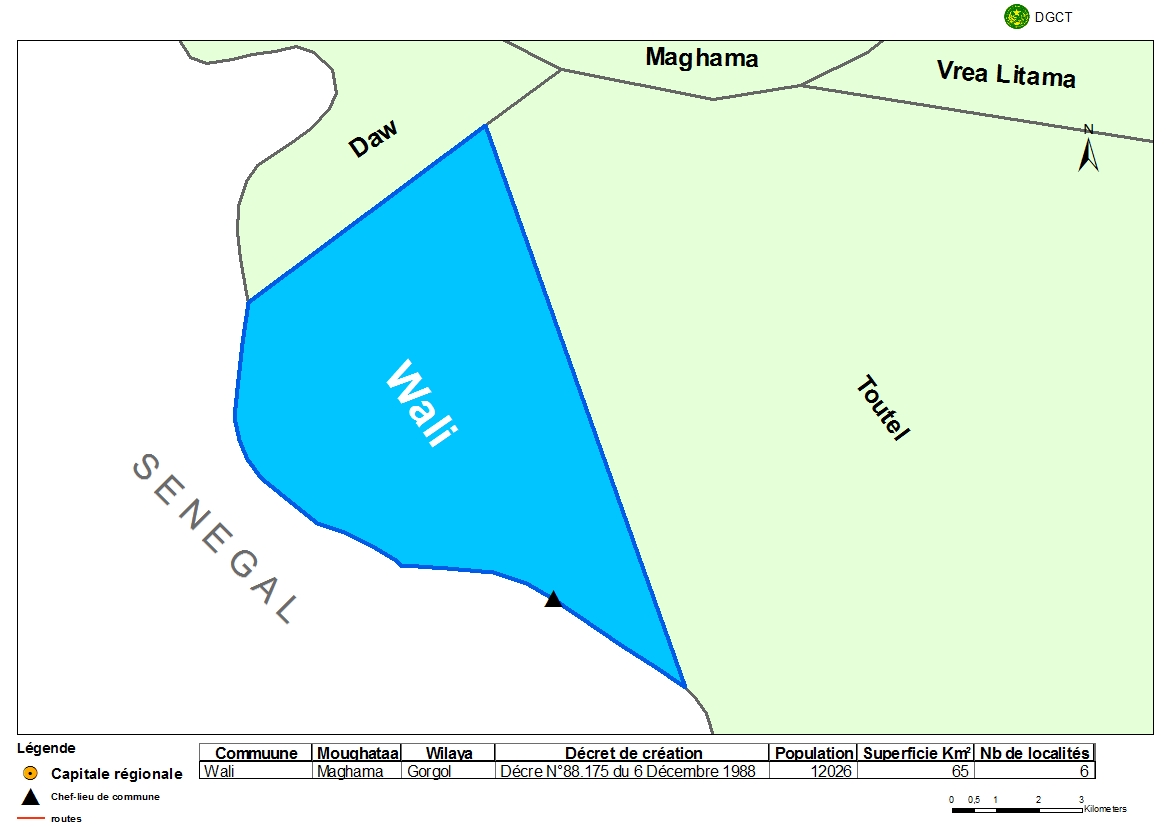 DGCT
Maghama
Vrea Litama
N
Daw
Wali
Toutel
SENEGAL
Légende
Capitale régionale
Chef-lieu de commune
routes
Commuune Moughataa Wilaya Décret de création Population Superficie Km² Nb de localités
Wali Maghama Gorgol Décre N°88.175 du 6 Décembre 1988 12026 65 6
0 0,5 1 2 3
Kilometers